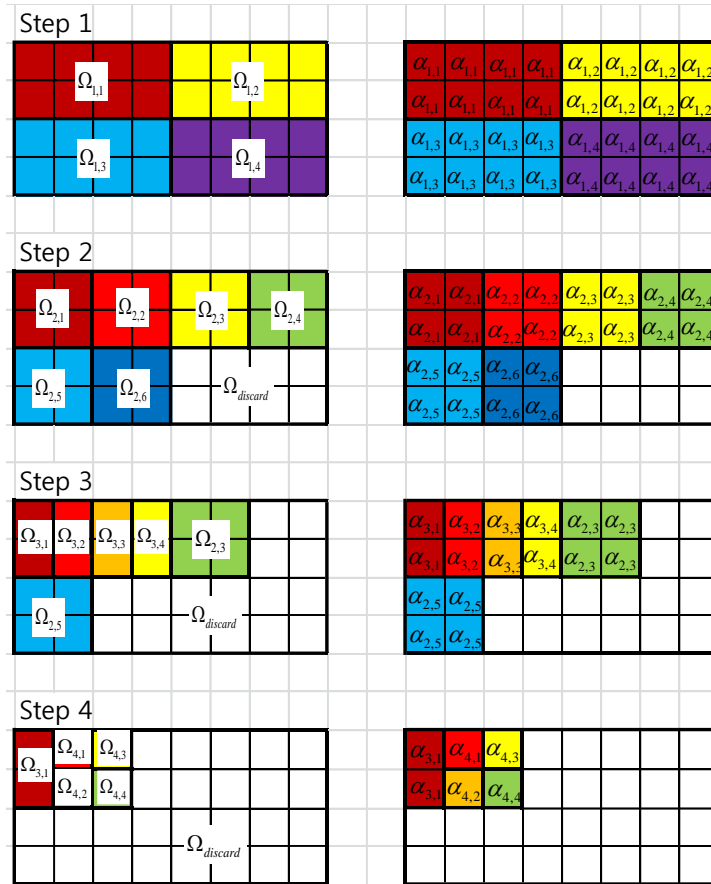 Step 1
Ω1,1 Ω1,2 α1,1 α1,1 α1,1 α1,1 α1,2 α1,2 α1,2 α1,2
α1,1 α1,1 α1,1 α1,1 α1,2 α1,2 α1,2 α1,2
Ω1,3 Ω1,4 α1,3 α1,3 α1,3 α1,3 α1,4 α1,4 α1,4 α1,4
α1,3 α1,3 α1,3 α1,3 α1,4 α1,4 α1,4 α1,4
Step 2
Ω2,1 Ω2,2 Ω2,3 Ω2,4 α2,1 α2,1 α2,2 α2,2 α2,3 α2,3 α2,4 α2,4
α2,1 α2,1 α2,2 α2,2 α2,3 α2,3 α2,4 α2,4
Ω2,5 Ω2,6 Ωdiscard α2,5 α2,5 α2,6 α2,6
α2,5 α2,5 α2,6 α2,6
Step 3
Ω3,1 Ω3,2 Ω3,3 Ω3,4 Ω2,3 α3,1 α3,2 α3,3 α3,4 α2,3 α2,3
α3,1 α3,2 α3,3 α3,4 α2,3 α2,3
Ω2,5 Ωdiscard α2,5 α2,5
α2,5 α2,5
Step 4
Ω3,1 Ω4,1 Ω4,3 α3,1 α4,1 α4,3
Ω4,2 Ω4,4 α3,1 α4,2 α4,4
Ωdiscard